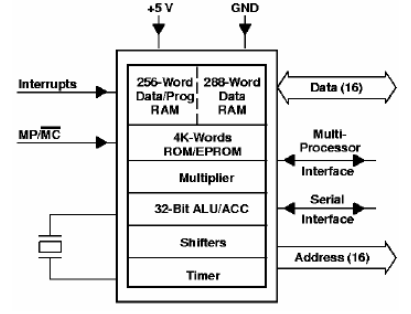 +5 V
GND
Interrupts
MP/M̅C̅
256-Word
Data/Prog
RAM
288-Word
Data
RAM
4K-Words
ROM/EPROM
Multiplier
32-Bit ALU/ACC
Shifters
Timer
Data (16)
Multi-
Processor
Interface
Serial
Interface
Address (16)